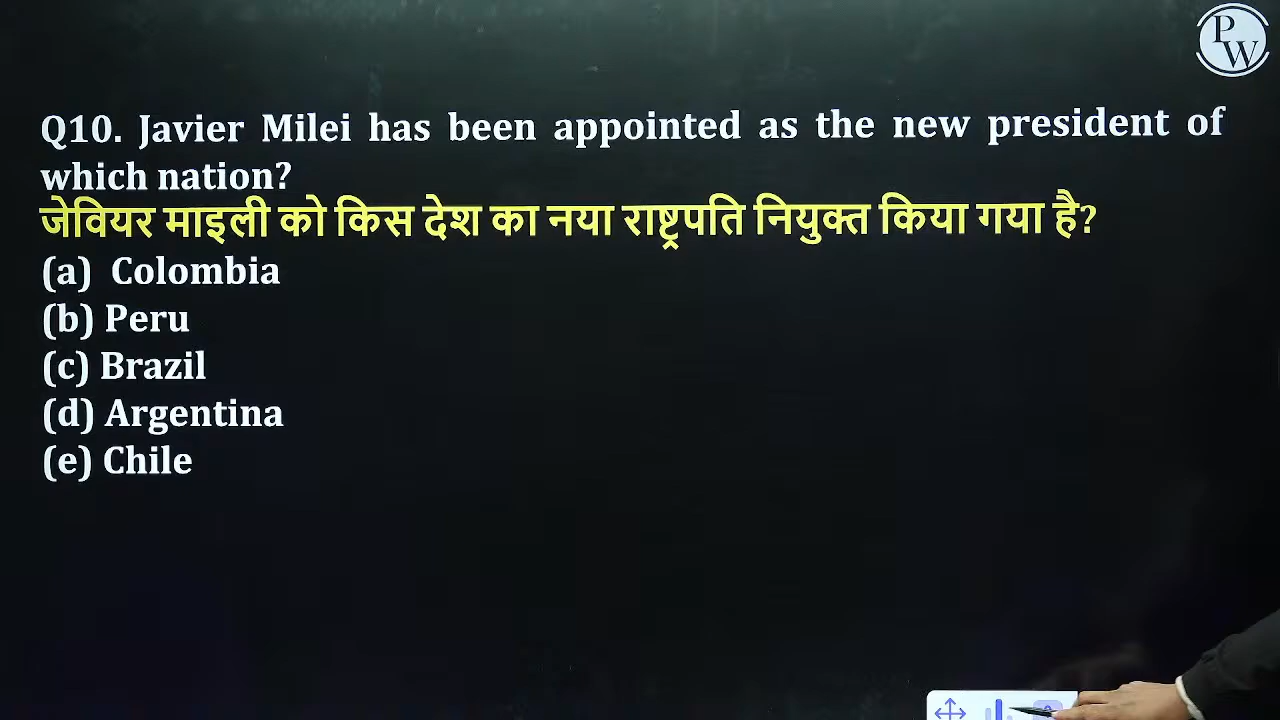 PW
Q10. Javier Milei has been appointed as the new president of
which nation?
जेवियर माइली को किस देश का नया राष्ट्रपति नियुक्त किया गया है?
(a) Colombia
(b) Peru
(c) Brazil
(d) Argentina
(e) Chile